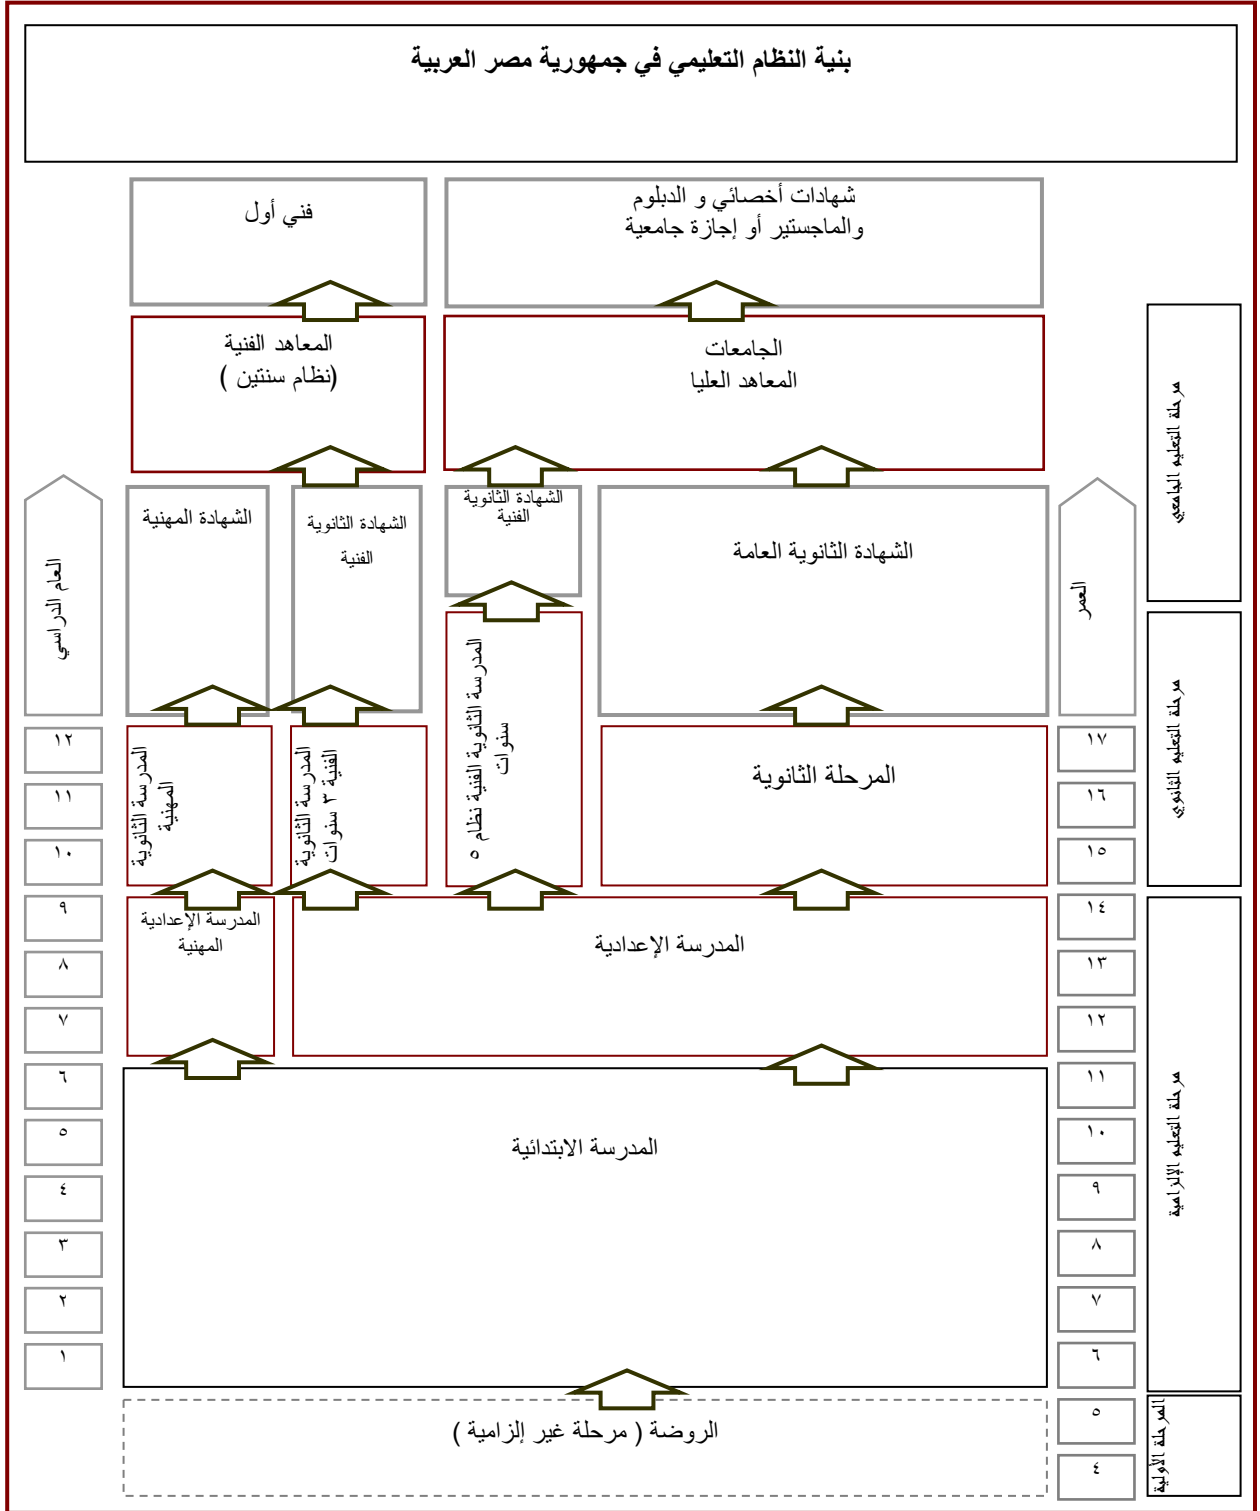 بنية النظام التعليمي في جمهورية مصر العربية
شهادات أخصائي و الدبلوم
والماجستير أو إجازة جامعية
فني أول
الجامعات
المعاهد العليا
المعاهد الفنية
(نظام سنتين )
مرحلة التعليم الجامعي
العمر
الشهادة الثانوية العامة
الشهادة الثانوية
الفنية
الشهادة الثانوية
الفنية
الشهادة المهنية
العام الدراسي
مرحلة التعليم الثانوي
المرحلة الثانوية
المدرسة الثانوية الفنية نظام ٥
سنوات
المدرسة الثانوية
الفنية ٣ سنوات
المدرسة الثانوية
المهنية
١٧
١٦
١٥
١٢
١١
١٠
مرحلة التعليم الإلزامية
المدرسة الإعدادية
المدرسة الإعدادية
المهنية
١٤
١٣
١٢
٩
٨
٧
المدرسة الابتدائية
١١
١٠
٩
٨
٧
٦
٦
٥
٤
٣
٢
١
المرحلة الأولية
٥
٤
الروضة ( مرحلة غير إلزامية )